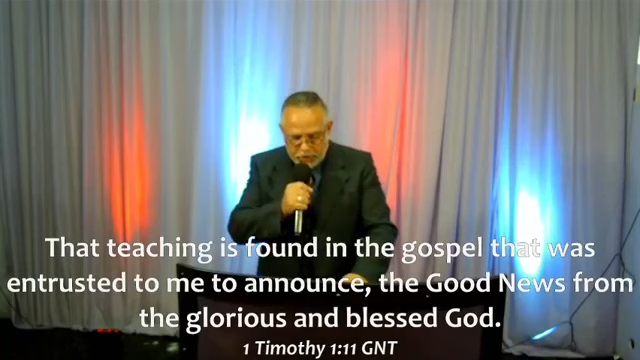 That teaching is found in the gospel that was
entrusted to me to announce, the Good News from
the glorious and blessed God.
1 Timothy 1:11 GNT